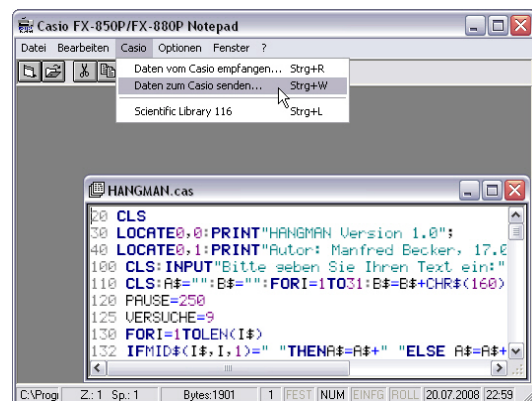 Casio FX-850P/FX-880P Notepad
Datei Bearbeiten Casio Optionen Fenster ?
Daten vom Casio empfangen... Strg+R
Daten zum Casio senden... Strg+W
Scientific Library 116 Strg+L
HANGMAN.cas
20 CLS
30 LOCATE0,0:PRINT"HANGMAN Version 1.0";
40 LOCATE0,1:PRINT"Autor: Manfred Becker, 17.0
100 CLS:INPUT"Bitte geben Sie Ihren Text ein:"
110 CLS:A$="":B$="":FORI=1TO31:B$=B$+CHR$(160)
120 PAUSE=250
125 VERSUCHE=9
130 FORI=1TOLEN(I$)
132 IFMID$(I$,I,1)=" "THENA$=A$+" "ELSE A$=A$+
C:\Progr Z.: 1 Sp.: 1 Bytes:1901 1 FEST NUM EINFG ROLL 20.07.2008 22:59